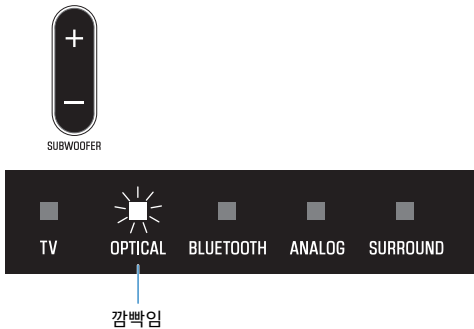 +
−
SUBWOOFER
TV OPTICAL BLUETOOTH ANALOG SURROUND
깜빡임